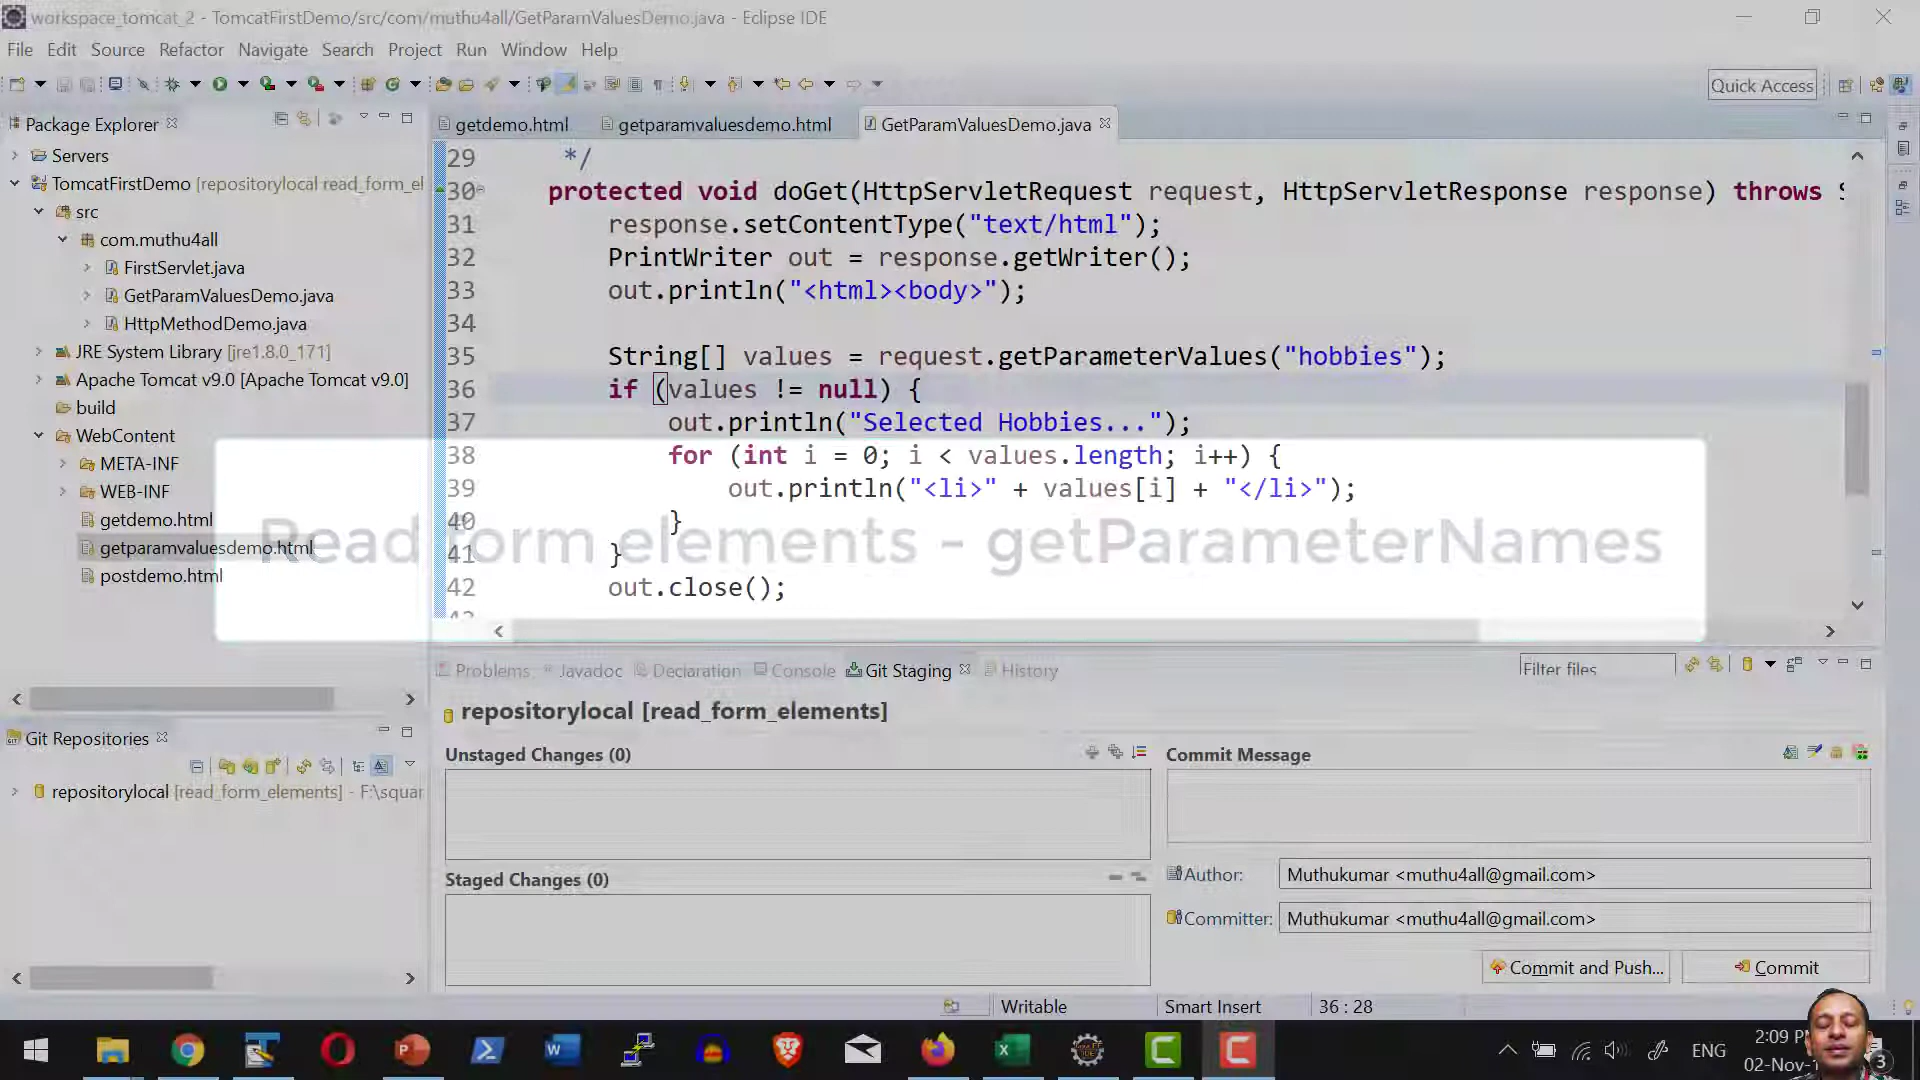 workspace_tomcat_2 - TomcatFirstDemo/src/com/muthu4all/GetParamValuesDemo.java - Eclipse IDE
File Edit Source Refactor Navigate Search Project Run Window Help
Quick Access
Package Explorer
getdemo.html
getparamvaluesdemo.html
GetParamValuesDemo.java
Servers
TomcatFirstDemo [repositorylocal read_form_el
src
com.muthu4all
FirstServlet.java
GetParamValuesDemo.java
HttpMethodDemo.java
JRE System Library [jre1.8.0_171]
Apache Tomcat v9.0 [Apache Tomcat v9.0]
build
WebContent
META-INF
WEB-INF
getdemo.html
getparamvaluesdemo.html
postdemo.html
29 */
30 protected void doGet(HttpServletRequest request, HttpServletResponse response) throws S
31 response.setContentType("text/html");
32 PrintWriter out = response.getWriter();
33 out.println("<html><body>");
34
35 String[] values = request.getParameterValues("hobbies");
36 if (values != null) {
37 out.println("Selected Hobbies...");
38 for (int i = 0; i < values.length; i++) {
39 out.println("<li>" + values[i] + "</li>");
40 }
41 }
42 out.close();
Read form elements - getParameterNames
Problems Javadoc Declaration Console Git Staging History
Filter files
repositorylocal [read_form_elements]
Unstaged Changes (0)
Commit Message
Staged Changes (0)
Author: Muthukumar <muthu4all@gmail.com>
Committer: Muthukumar <muthu4all@gmail.com>
Commit and Push... Commit
Git Repositories
repositorylocal [read_form_elements] - F:\squar
Writable Smart Insert 36 : 28
ENG
2:09 P
02-Nov-
3